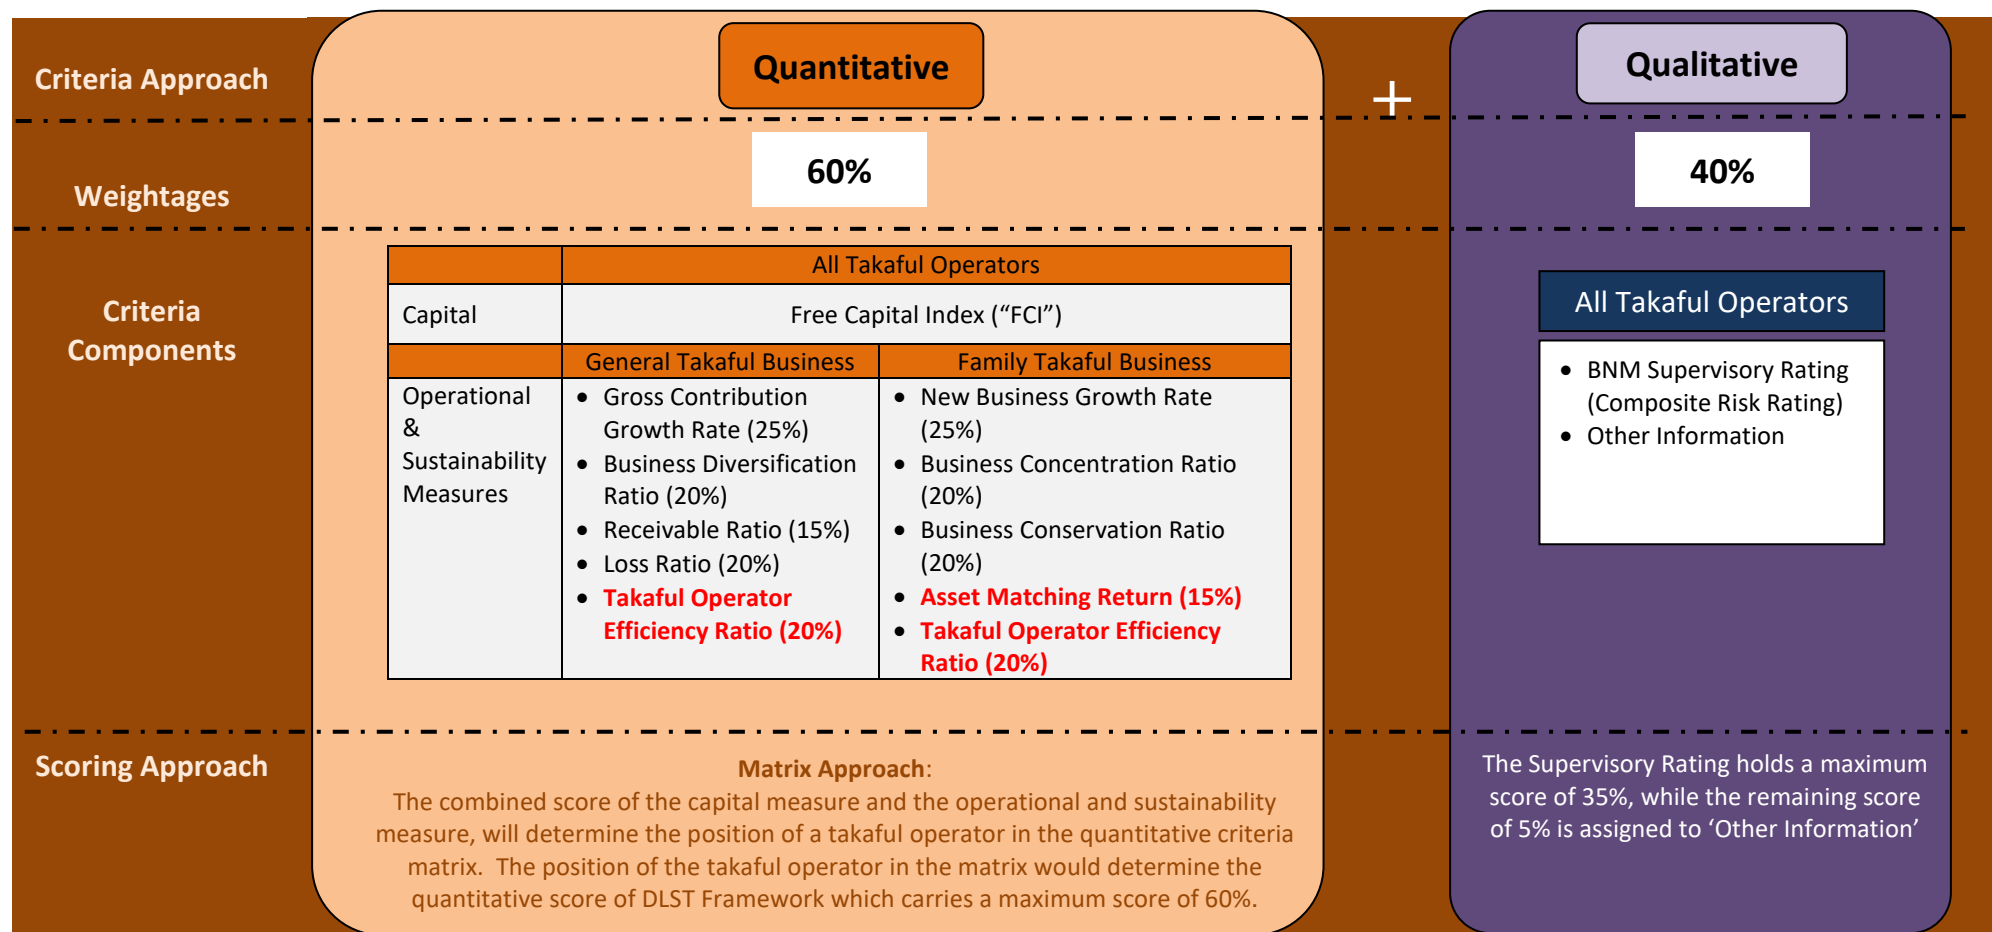 Criteria Approach
Quantitative
+
Qualitative
Weightages
60%
40%
Criteria
Components
All Takaful Operators
Capital
Free Capital Index (“FCI”)
General Takaful Business
Family Takaful Business
Operational
&
Sustainability
Measures
• Gross Contribution
Growth Rate (25%)
• Business Diversification
Ratio (20%)
• Receivable Ratio (15%)
• Loss Ratio (20%)
• Takaful Operator
Efficiency Ratio (20%)
• New Business Growth Rate
(25%)
• Business Concentration Ratio
(20%)
• Business Conservation Ratio
(20%)
• Asset Matching Return (15%)
• Takaful Operator Efficiency
Ratio (20%)
All Takaful Operators
• BNM Supervisory Rating
(Composite Risk Rating)
• Other Information
Scoring Approach
Matrix Approach:
The combined score of the capital measure and the operational and sustainability
measure, will determine the position of a takaful operator in the quantitative criteria
matrix. The position of the takaful operator in the matrix would determine the
quantitative score of DLST Framework which carries a maximum score of 60%.
The Supervisory Rating holds a maximum
score of 35%, while the remaining score
of 5% is assigned to ‘Other Information’